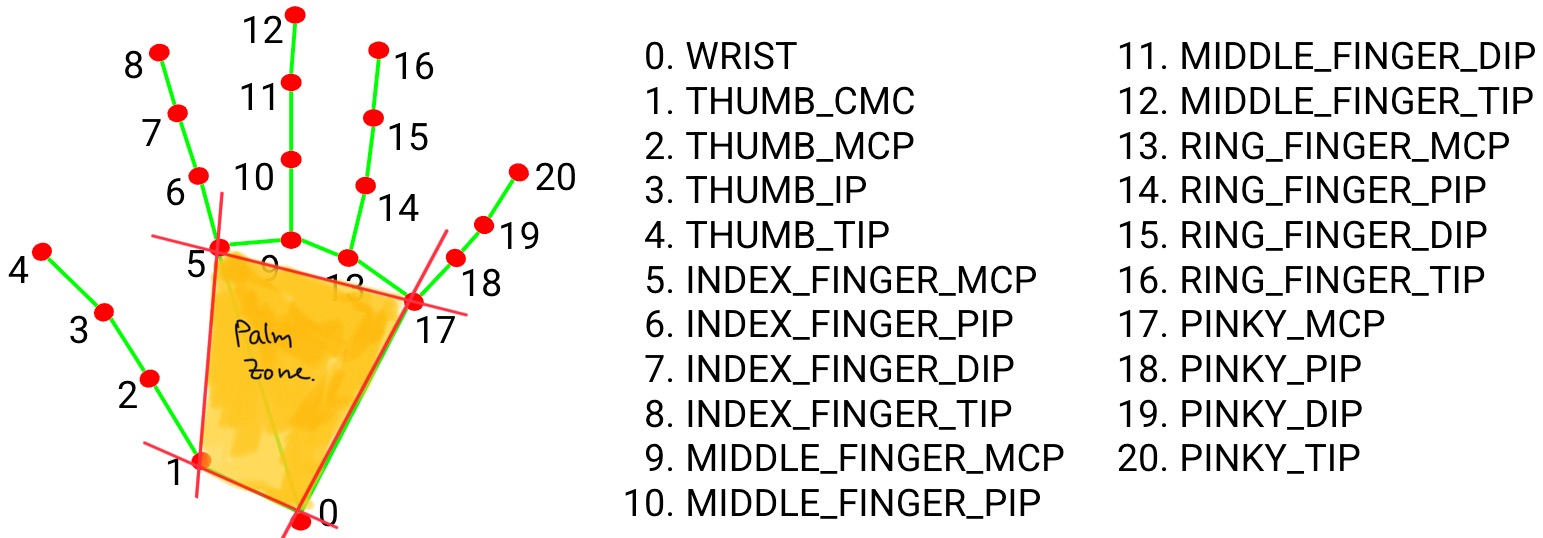 12
8
16
11
7
15
10
6
20
14
19
5
9
4
13
18
3
17
Palm
Zone.
2
1
0
0. WRIST
1. THUMB_CMC
2. THUMB_MCP
3. THUMB_IP
4. THUMB_TIP
5. INDEX_FINGER_MCP
6. INDEX_FINGER_PIP
7. INDEX_FINGER_DIP
8. INDEX_FINGER_TIP
9. MIDDLE_FINGER_MCP
10. MIDDLE_FINGER_PIP
11. MIDDLE_FINGER_DIP
12. MIDDLE_FINGER_TIP
13. RING_FINGER_MCP
14. RING_FINGER_PIP
15. RING_FINGER_DIP
16. RING_FINGER_TIP
17. PINKY_MCP
18. PINKY_PIP
19. PINKY_DIP
20. PINKY_TIP